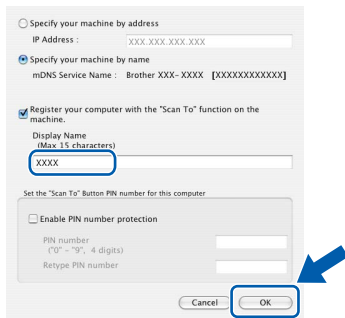 Specify your machine by address
IP Address : XXX.XXX.XXX.XXX
Specify your machine by name
mDNS Service Name : Brother XXX-XXXX [XXXXXXXXXXXX]
Register your computer with the "Scan To" function on the
machine.
Display Name
(Max 15 characters)
XXXX
Set the "Scan To" Button PIN number for this computer
Enable PIN number protection
PIN number
("0" - "9", 4 digits)
Retype PIN number
Cancel OK